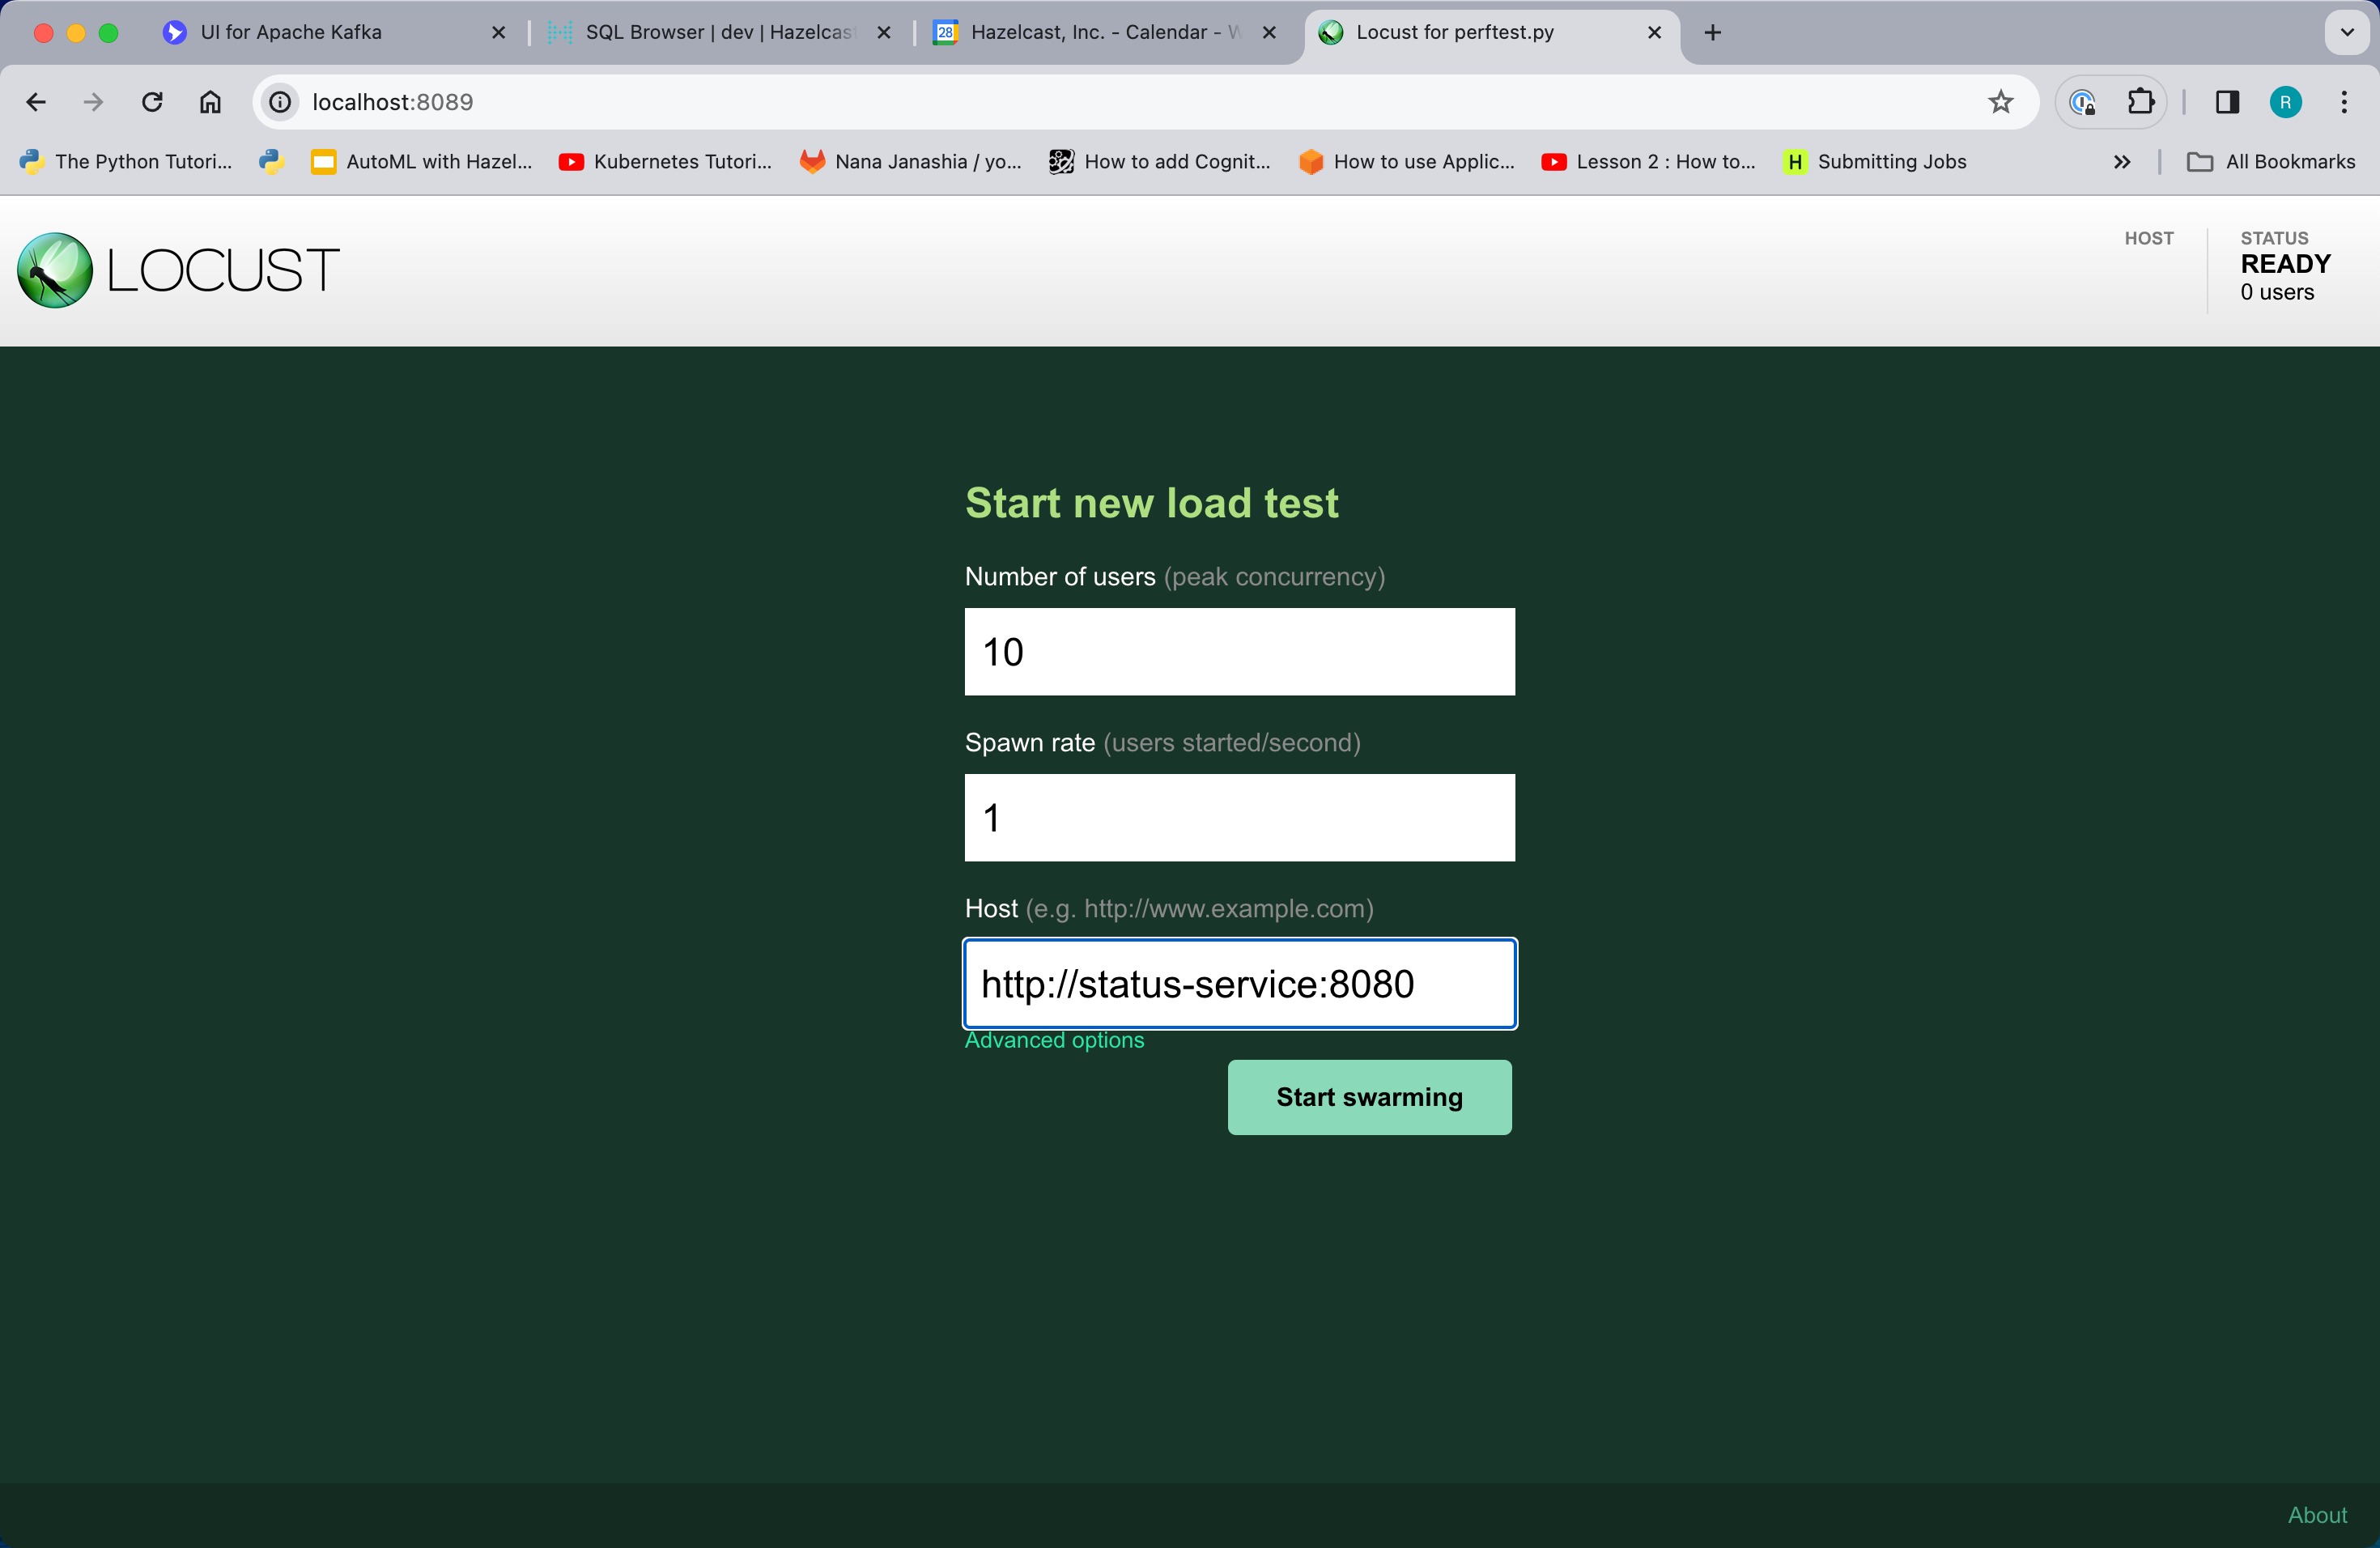 UI for Apache Kafka
SQL Browser | dev | Hazelcas
28
Hazelcast, Inc. - Calendar - W
Locust for perftest.py
localhost:8089
R
The Python Tutori...
AutoML with Hazel...
Kubernetes Tutori...
Nana Janashia / yo...
How to add Cognit...
How to use Applic...
Lesson 2 : How to...
H
Submitting Jobs
All Bookmarks
LOCUST
HOST
STATUS
READY
0 users
Start new load test
Number of users (peak concurrency)
10
Spawn rate (users started/second)
1
Host (e.g. http://www.example.com)
http://status-service:8080
Advanced options
Start swarming
About